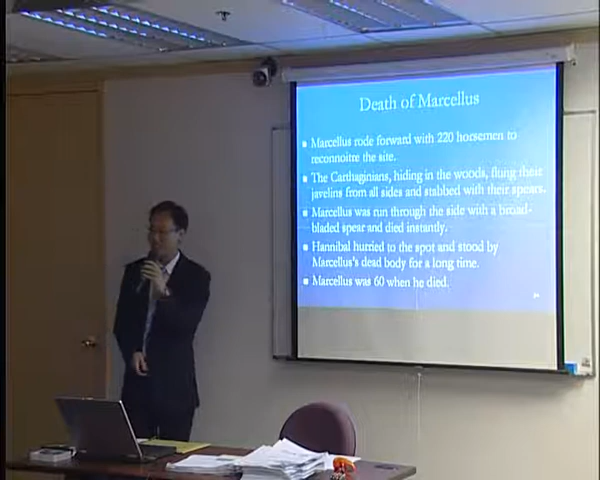 Death of Marcellus
Marcellus rode forward with 220 horsemen to
reconnoitre the site.
The Carthaginians, hiding in the woods, flung their
javelins from all sides and stabbed with their spears.
Marcellus was run through the side with a broad-
bladed spear and died instantly.
Hannibal hurried to the spot and stood by
Marcellus's dead body for a long time.
Marcellus was 60 when he died.